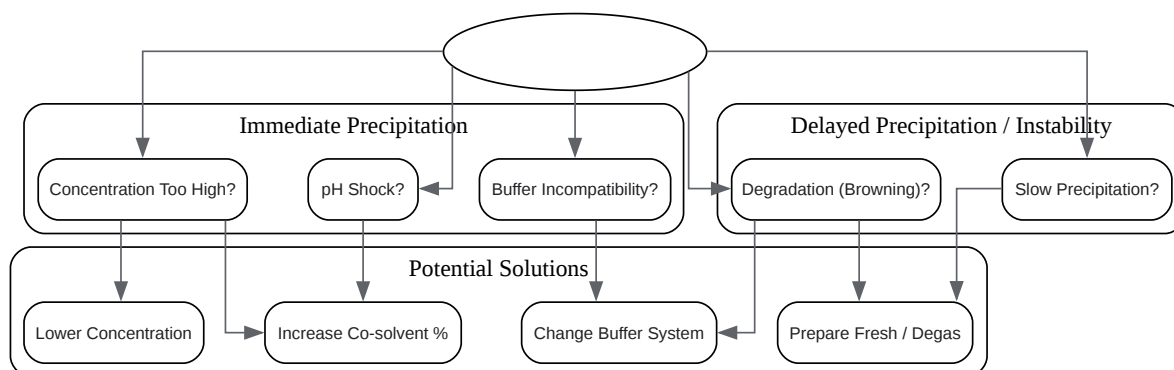 Immediate Precipitation
Delayed Precipitation / Instability
Concentration Too High?
pH Shock?
Buffer Incompatibility?
Degradation (Browning)?
Slow Precipitation?
Potential Solutions
Lower Concentration
Increase Co-solvent %
Change Buffer System
Prepare Fresh / Degas